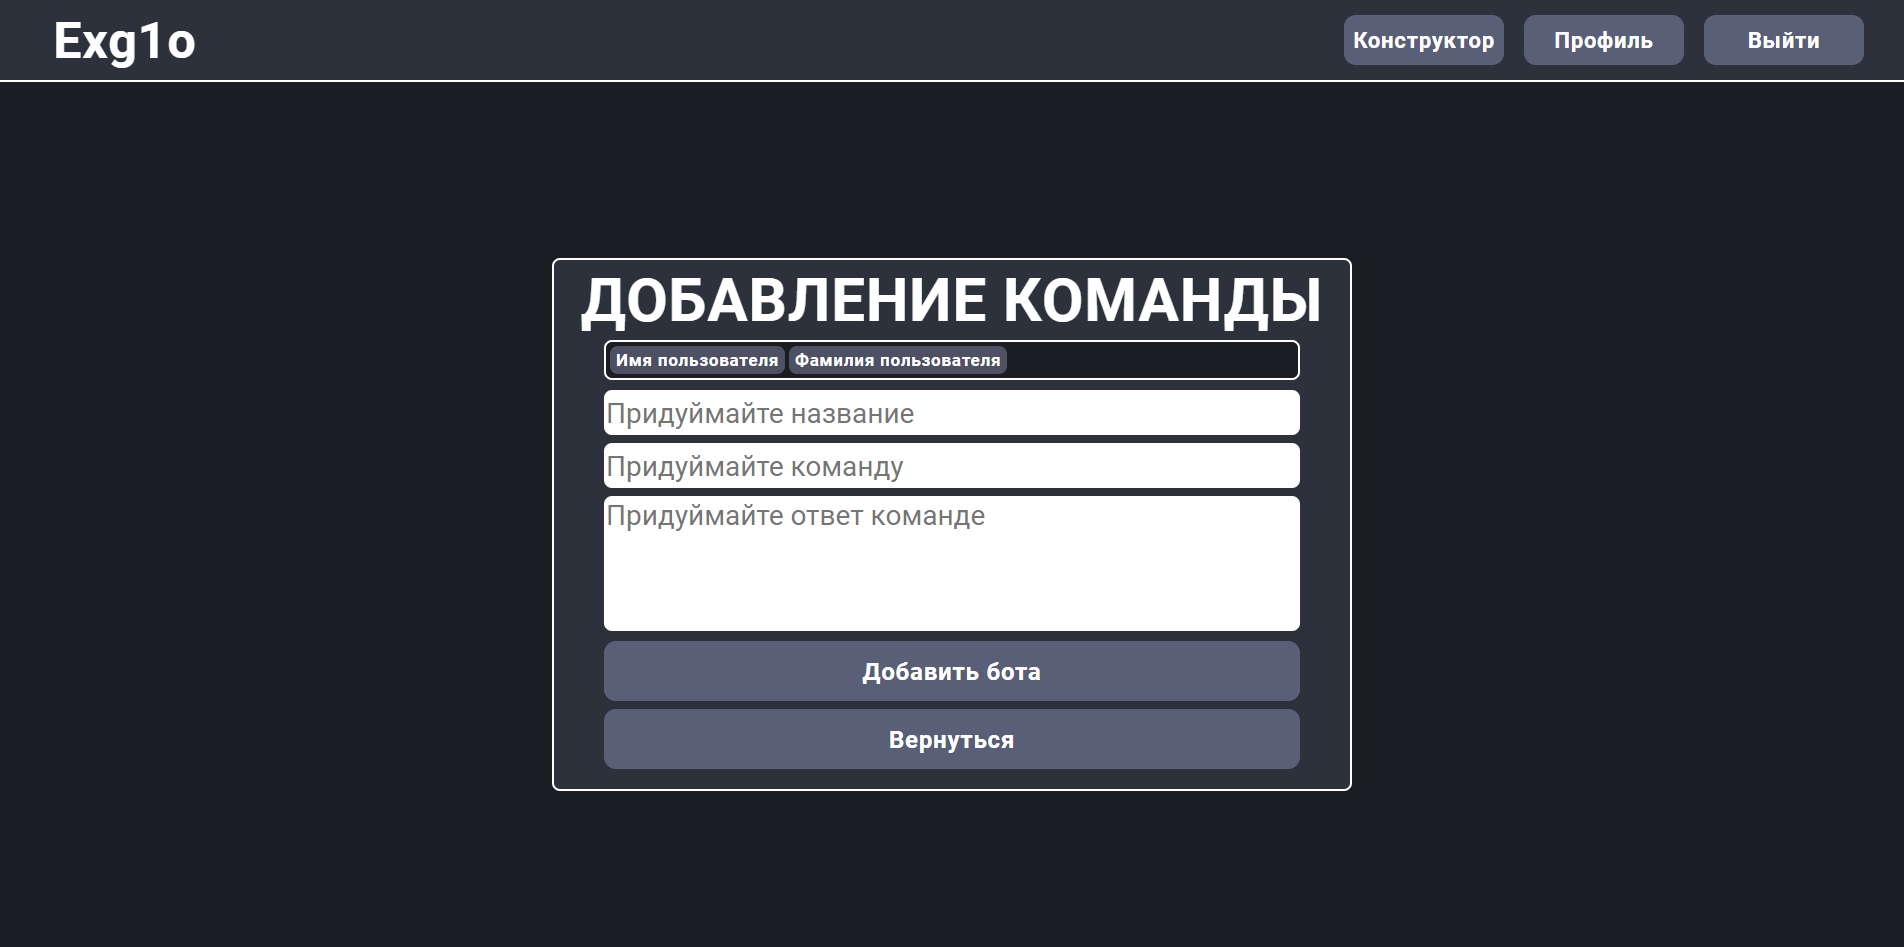 Exg1o
Конструктор
Профиль
Выйти
ДОБАВЛЕНИЕ КОМАНДЫ
Имя пользователя
Фамилия пользователя
Придуймайте название
Придуймайте команду
Придуймайте ответ команде
Добавить бота
Вернуться